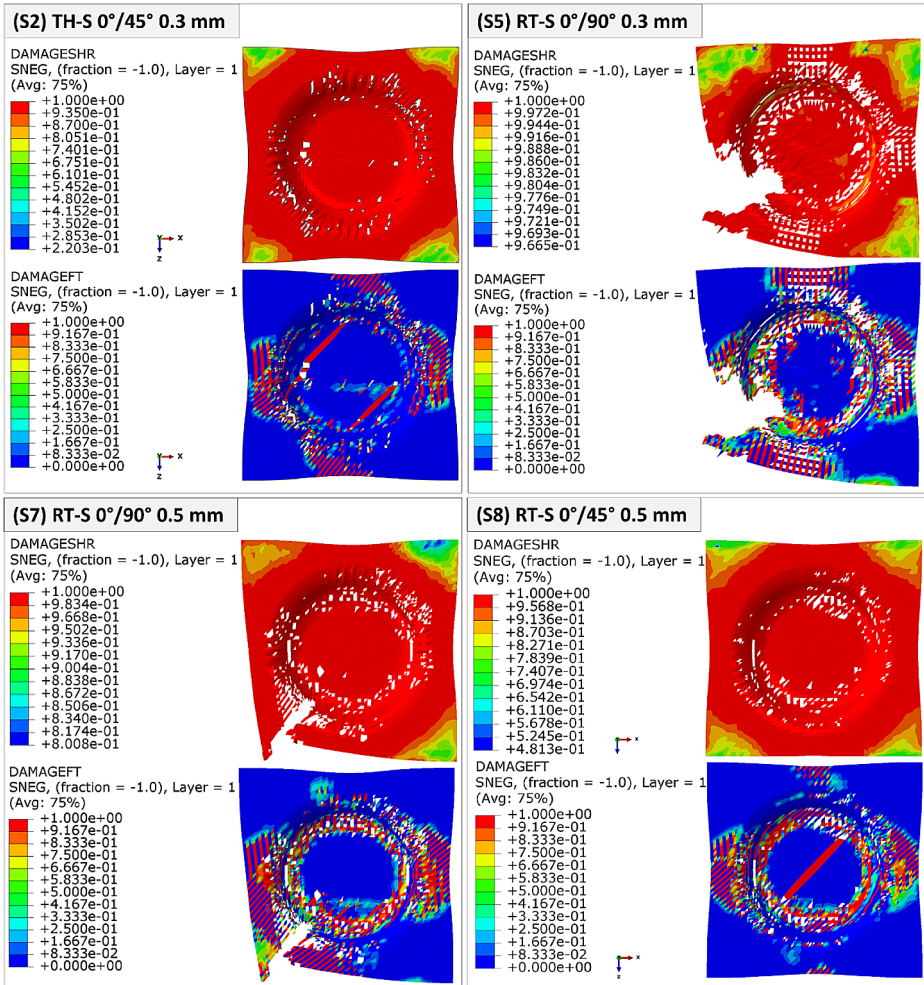 (S2) TH-S 0°/45° 0.3 mm
DAMAGESHR
SNEG, (fraction = -1.0), Layer = 1
(Avg: 75%)
+1.000e+00
+9.350e-01
+8.700e-01
+8.051e-01
+7.401e-01
+6.751e-01
+6.101e-01
+5.452e-01
+4.802e-01
+4.152e-01
+3.502e-01
+2.853e-01
+2.203e-01
Y X
Z
DAMAGEFT
SNEG, (fraction = -1.0), Layer = 1
(Avg: 75%)
+1.000e+00
+9.167e-01
+8.333e-01
+7.500e-01
+6.667e-01
+5.833e-01
+5.000e-01
+4.167e-01
+3.333e-01
+2.500e-01
+1.667e-01
+8.333e-02
+0.000e+00
Y X
Z
(S5) RT-S 0°/90° 0.3 mm
DAMAGESHR
SNEG, (fraction = -1.0), Layer = 1
(Avg: 75%)
+1.000e+00
+9.972e-01
+9.944e-01
+9.916e-01
+9.888e-01
+9.860e-01
+9.832e-01
+9.804e-01
+9.776e-01
+9.749e-01
+9.721e-01
+9.693e-01
+9.665e-01
DAMAGEFT
SNEG, (fraction = -1.0), Layer = 1
(Avg: 75%)
+1.000e+00
+9.167e-01
+8.333e-01
+7.500e-01
+6.667e-01
+5.833e-01
+5.000e-01
+4.167e-01
+3.333e-01
+2.500e-01
+1.667e-01
+8.333e-02
+0.000e+00
(S7) RT-S 0°/90° 0.5 mm
DAMAGESHR
SNEG, (fraction = -1.0), Layer = 1
(Avg: 75%)
+1.000e+00
+9.834e-01
+9.668e-01
+9.502e-01
+9.336e-01
+9.170e-01
+9.004e-01
+8.838e-01
+8.672e-01
+8.506e-01
+8.340e-01
+8.174e-01
+8.008e-01
DAMAGEFT
SNEG, (fraction = -1.0), Layer = 1
(Avg: 75%)
+1.000e+00
+9.167e-01
+8.333e-01
+7.500e-01
+6.667e-01
+5.833e-01
+5.000e-01
+4.167e-01
+3.333e-01
+2.500e-01
+1.667e-01
+8.333e-02
+0.000e+00
(S8) RT-S 0°/45° 0.5 mm
DAMAGESHR
SNEG, (fraction = -1.0), Layer = 1
(Avg: 75%)
+1.000e+00
+9.568e-01
+9.136e-01
+8.703e-01
+8.271e-01
+7.839e-01
+7.407e-01
+6.974e-01
+6.542e-01
+6.110e-01
+5.678e-01
+5.245e-01
+4.813e-01
X
Z
DAMAGEFT
SNEG, (fraction = -1.0), Layer = 1
(Avg: 75%)
+1.000e+00
+9.167e-01
+8.333e-01
+7.500e-01
+6.667e-01
+5.833e-01
+5.000e-01
+4.167e-01
+3.333e-01
+2.500e-01
+1.667e-01
+8.333e-02
+0.000e+00
X
Z